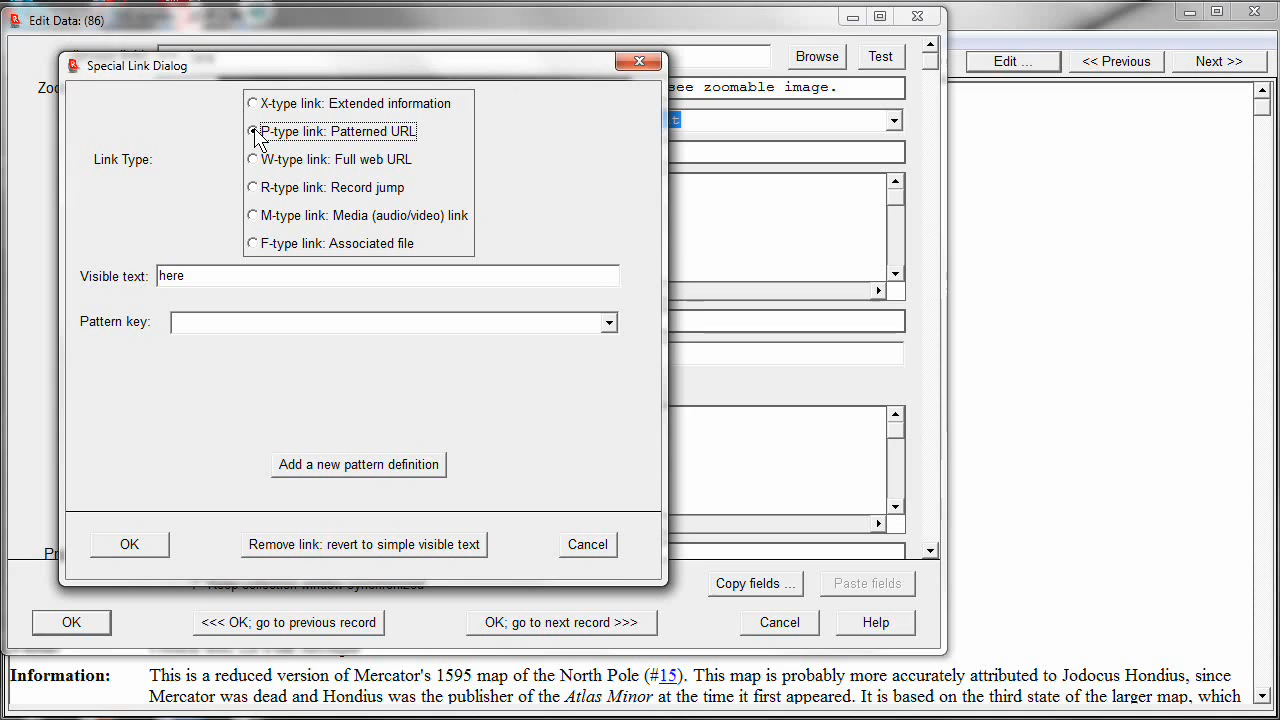 Edit Data: (86)
Special Link Dialog
Browse
Test
Edit ...
<< Previous
Next >>
Zo
see zoomable image.
t
Link Type:
X-type link: Extended information
P-type link: Patterned URL
W-type link: Full web URL
R-type link: Record jump
M-type link: Media (audio/video) link
F-type link: Associated file
Visible text:
here
Pattern key:
Add a new pattern definition
OK
Remove link: revert to simple visible text
Cancel
Pr
Copy fields ...
Paste fields
OK
<<< OK; go to previous record
OK; go to next record >>>
Cancel
Help
Information:
This is a reduced version of Mercator's 1595 map of the North Pole (#15). This map is probably more accurately attributed to Jodocus Hondius, since
Mercator was dead and Hondius was the publisher of the Atlas Minor at the time it first appeared. It is based on the third state of the larger map, which